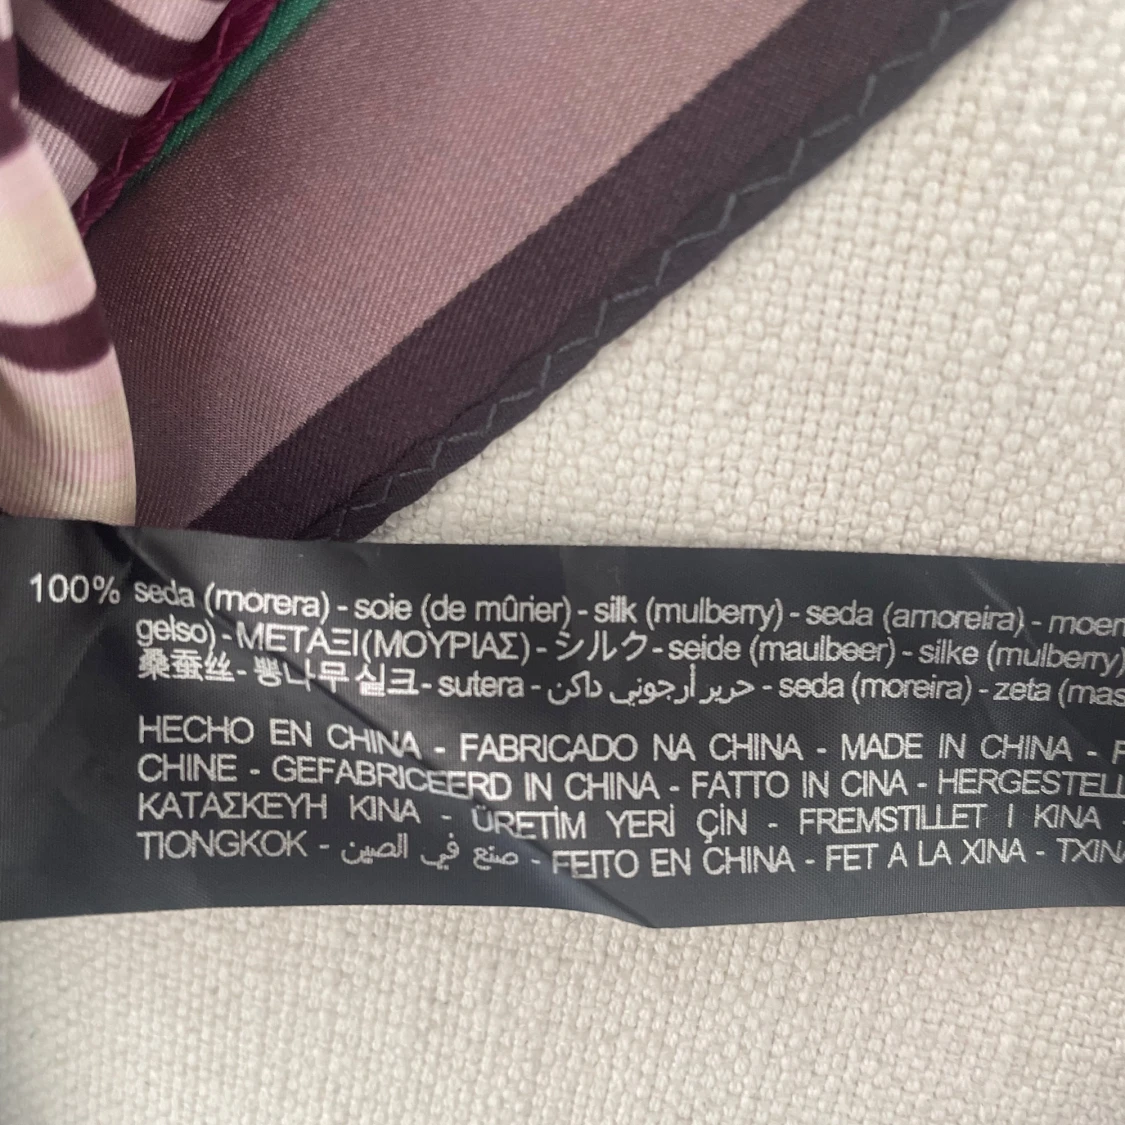 100% seda (morera) - soie (de mûrier) - silk (mulberry) - seda (amoreira) - moer
gelso) - ΜΕΤΑΞΙ(ΜΟΥΡΙΑΣ) - シルク - seide (maulbeer) - silke (mulberry)
桑蚕丝 - 뽕나무 실크 - sutera - حرير أرجوني داكن - seda (moreira) - zeta (mas
HECHO EN CHINA - FABRICADO NA CHINA - MADE IN CHINA - F
CHINE - GEFABRICEERD IN CHINA - FATTO IN CINA - HERGESTELL
ΚΑΤΑΣΚΕΥΗ ΚΙΝΑ - ÜRETİM YERİ ÇİN - FREMSTILLET I KINA -
TIONGKOK - صنع في الصين - FEITO EN CHINA - FET A LA XINA - TXINA